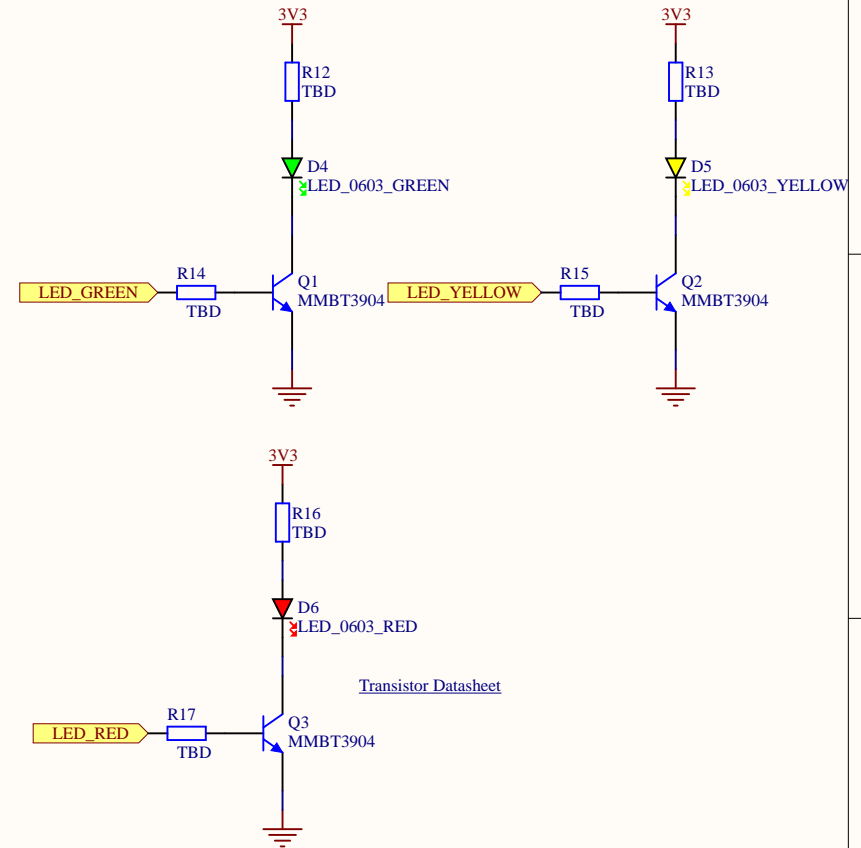 3V3
R12
TBD
D4
LED_0603_GREEN
LED_GREEN
R14
TBD
Q1
MMBT3904
3V3
R13
TBD
D5
LED_0603_YELLOW
LED_YELLOW
R15
TBD
Q2
MMBT3904
3V3
R16
TBD
D6
LED_0603_RED
Transistor Datasheet
LED_RED
R17
TBD
Q3
MMBT3904